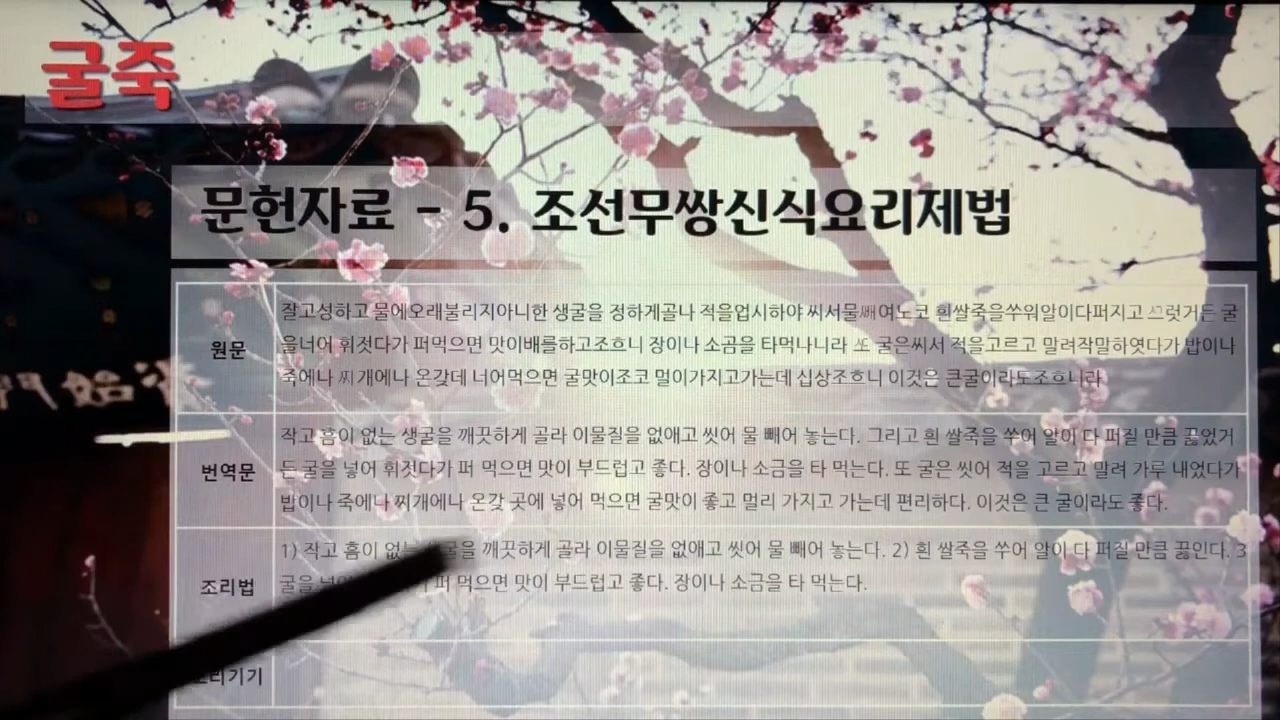 굴죽
문헌자료 - 5. 조선무쌍신식요리제법
원문
잘고성하고 물에오래불리지아니한 생굴을 정하게골나 적을업시하야 씨서물빼여노코 흰쌀죽을쑤워알이다퍼지고 쓰럿거든 굴
을너어 휘젓다가 퍼먹으면 맛이배를하고조흐니 장이나 소금을 타먹나니라 또 굴은씨서 적을고르고 말려작말하엿다가 밥이나
죽에나 찌개에나 온갖데 너어먹으면 굴맛이조코 멀이가지고가는데 십상조흐니 이것은 큰굴이라도조흐니라
번역문
작고 흠이 없는 생굴을 깨끗하게 골라 이물질을 없애고 씻어 물 빼어 놓는다. 그리고 흰 쌀죽을 쑤어 알이 다 퍼질 만큼 끓었거
든 굴을 넣어 휘젓다가 퍼 먹으면 맛이 부드럽고 좋다. 장이나 소금을 타 먹는다. 또 굴은 씻어 적을 고르고 말려 가루 내었다가
밥이나 죽에나 찌개에나 온갖 곳에 넣어 먹으면 굴맛이 좋고 멀리 가지고 가는데 편리하다. 이것은 큰 굴이라도 좋다.
조리법
1) 작고 흠이 없는 깨끗하게 골라 이물질을 없애고 씻어 물 빼어 놓는다. 2) 흰 쌀죽을 쑤어 알이 다 퍼질 만큼 끓인다. 3
굴을 퍼 먹으면 맛이 부드럽고 좋다. 장이나 소금을 타 먹는다.
門始